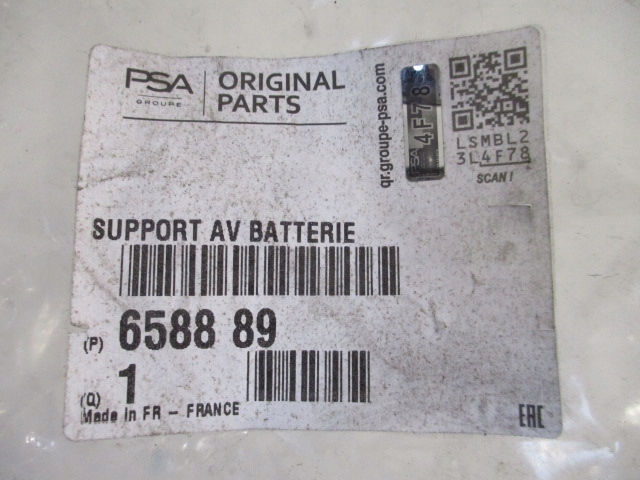 PSA
GROUPE
ORIGINAL
PARTS
qr.groupe-psa.com
PSA 4F78
LSMBL2
3L4F78
SCAN!
SUPPORT AV BATTERIE
(P) 6588 89
(Q) 1
Made in FR - FRANCE
EAC